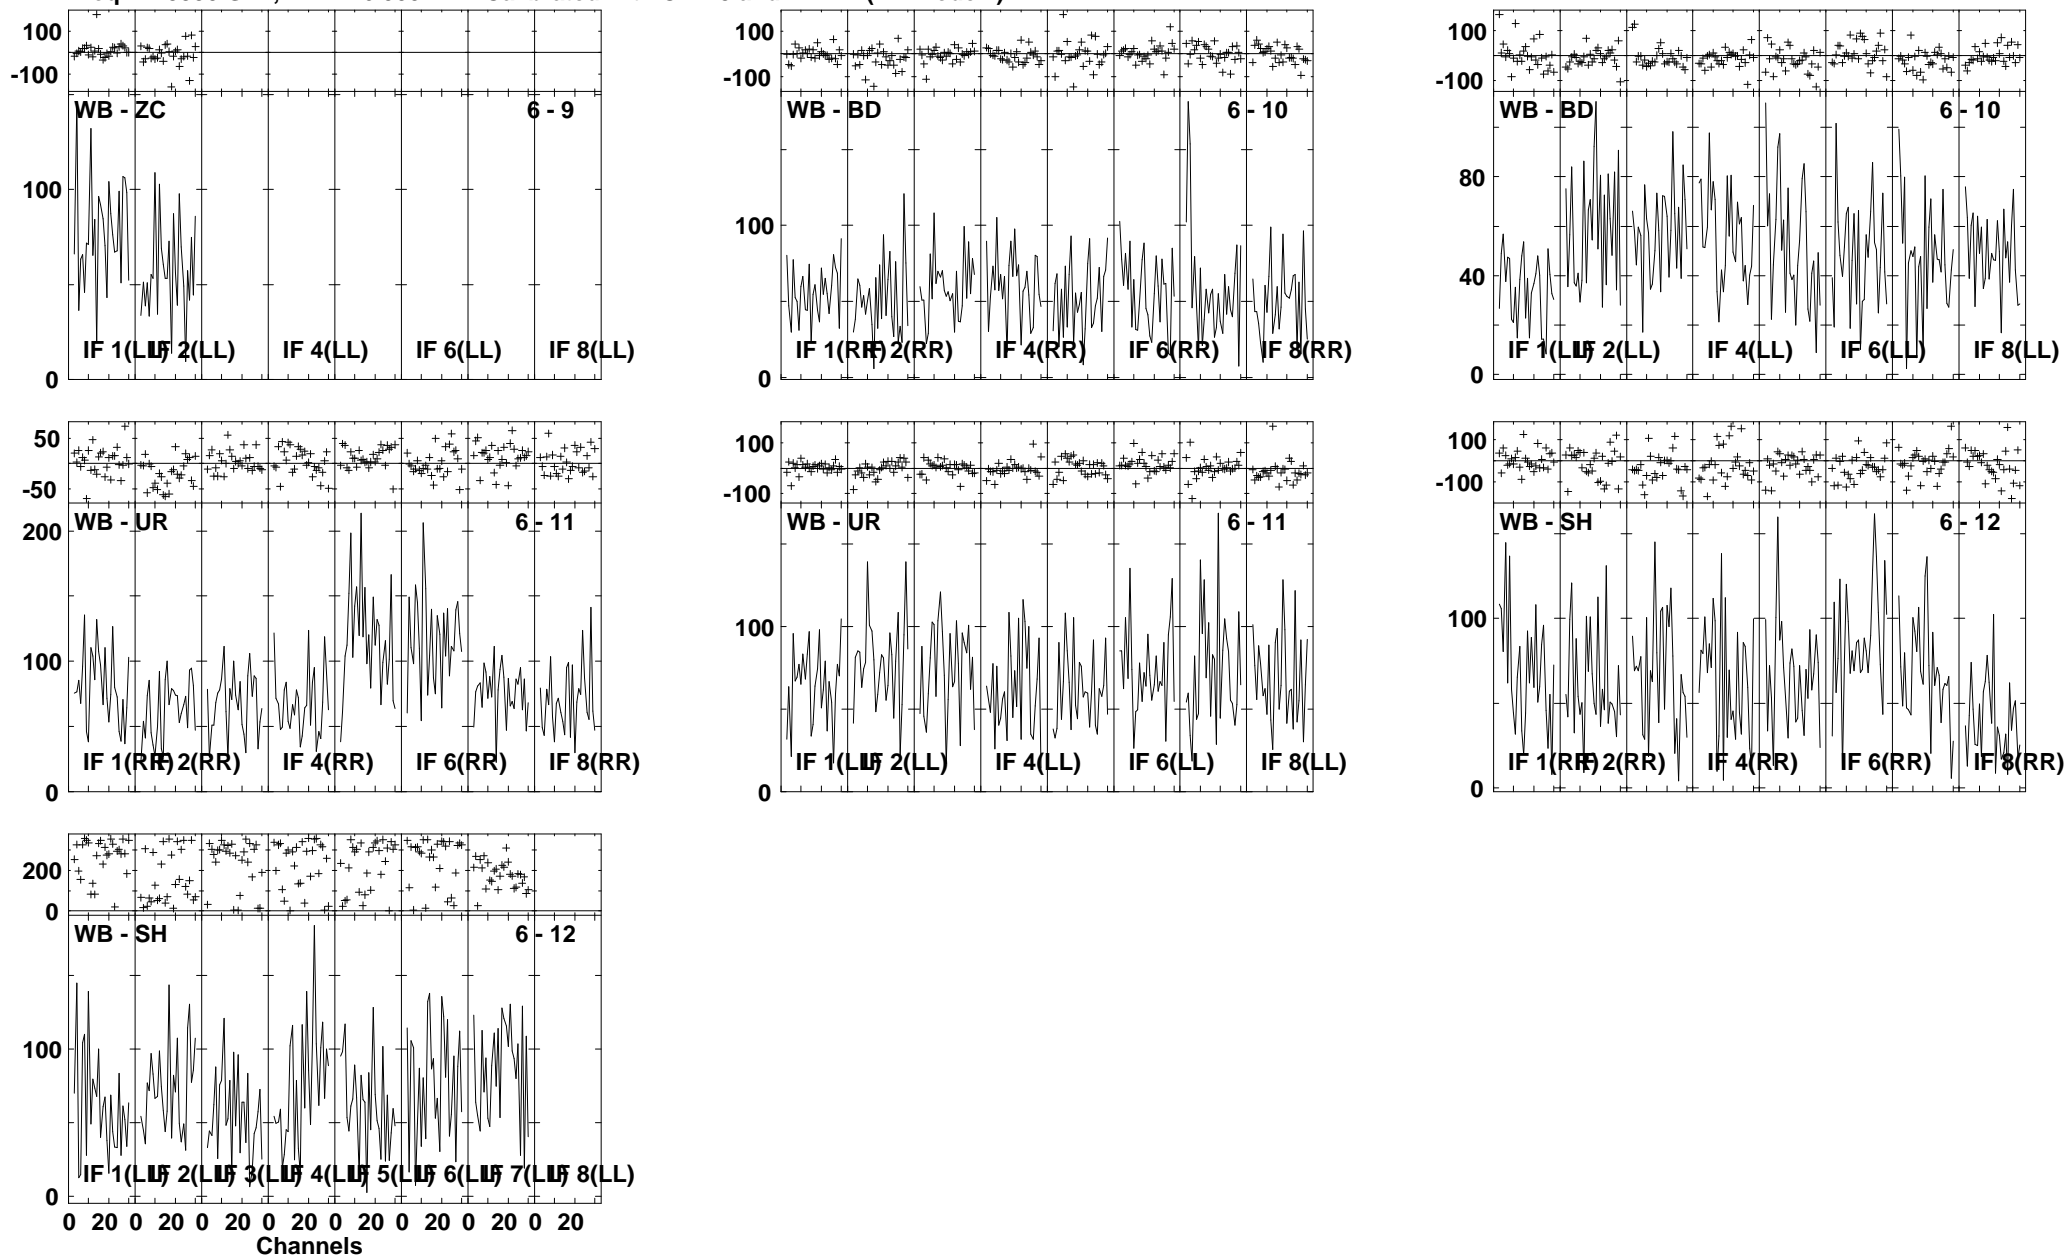 100
-100
WB - ZC 6 - 9
100
0
IF 1(LL) IF 2(LL) IF 4(LL) IF 6(LL) IF 8(LL)
100
-100
WB - BD 6 - 10
100
0
IF 1(RR) IF 2(RR) IF 4(RR) IF 6(RR) IF 8(RR)
100
-100
WB - BD 6 - 10
80
40
0
IF 1(LL) IF 2(LL) IF 4(LL) IF 6(LL) IF 8(LL)
50
-50
WB - UR 6 - 11
200
100
0
IF 1(RR) IF 2(RR) IF 4(RR) IF 6(RR) IF 8(RR)
100
-100
WB - UR 6 - 11
100
0
IF 1(LL) IF 2(LL) IF 4(LL) IF 6(LL) IF 8(LL)
100
-100
WB - SH 6 - 12
100
0
IF 1(RR) IF 2(RR) IF 4(RR) IF 6(RR) IF 8(RR)
200
0
WB - SH 6 - 12
100
0
IF 1(LL) IF 2(LL) IF 3(LL) IF 4(LL) IF 5(LL) IF 6(LL) IF 7(LL) IF 8(LL)
0 20 0 20 0 20 0 20 0 20 0 20 0 20 0 20
Channels